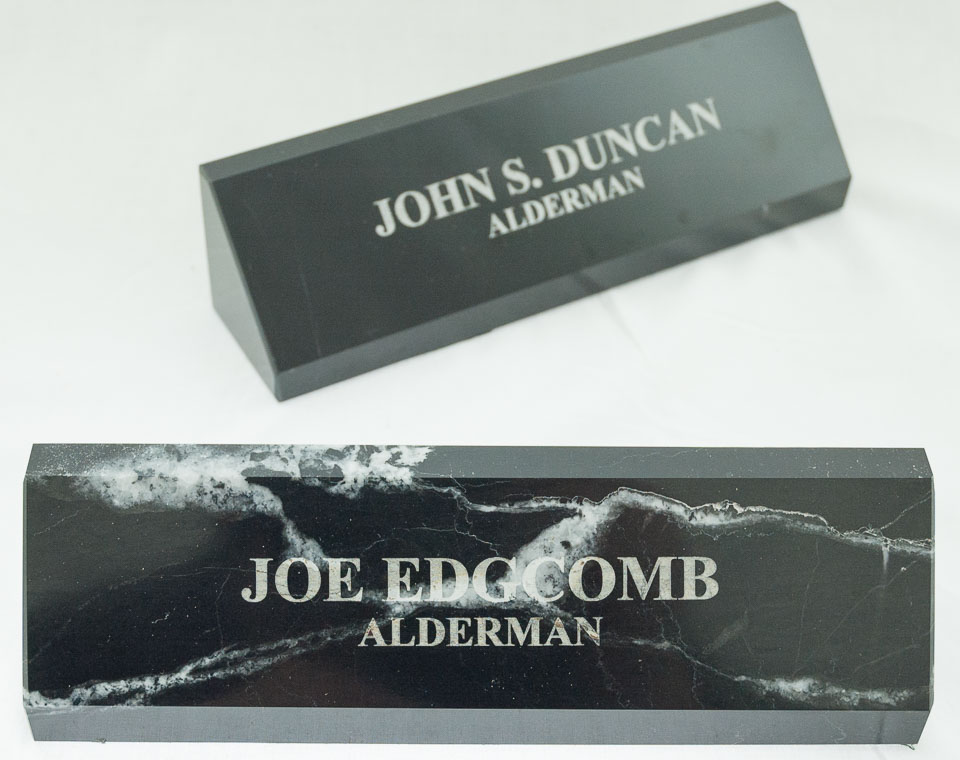 JOHN S. DUNCAN
ALDERMAN
JOE EDGCOMB
ALDERMAN